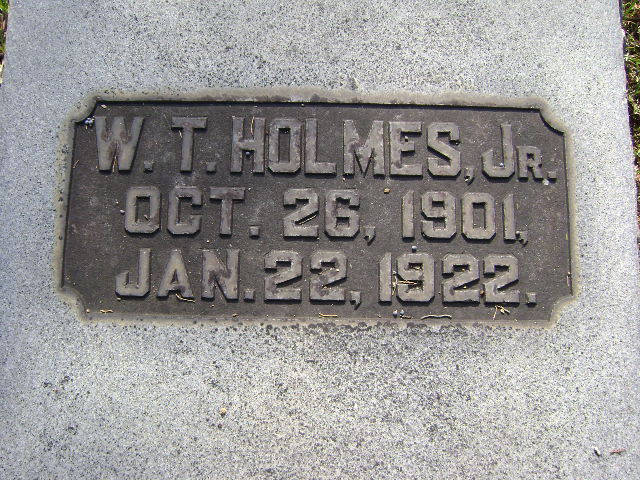 W. T. HOLMES, JR.
OCT. 26, 1901,
JAN. 22, 1922.